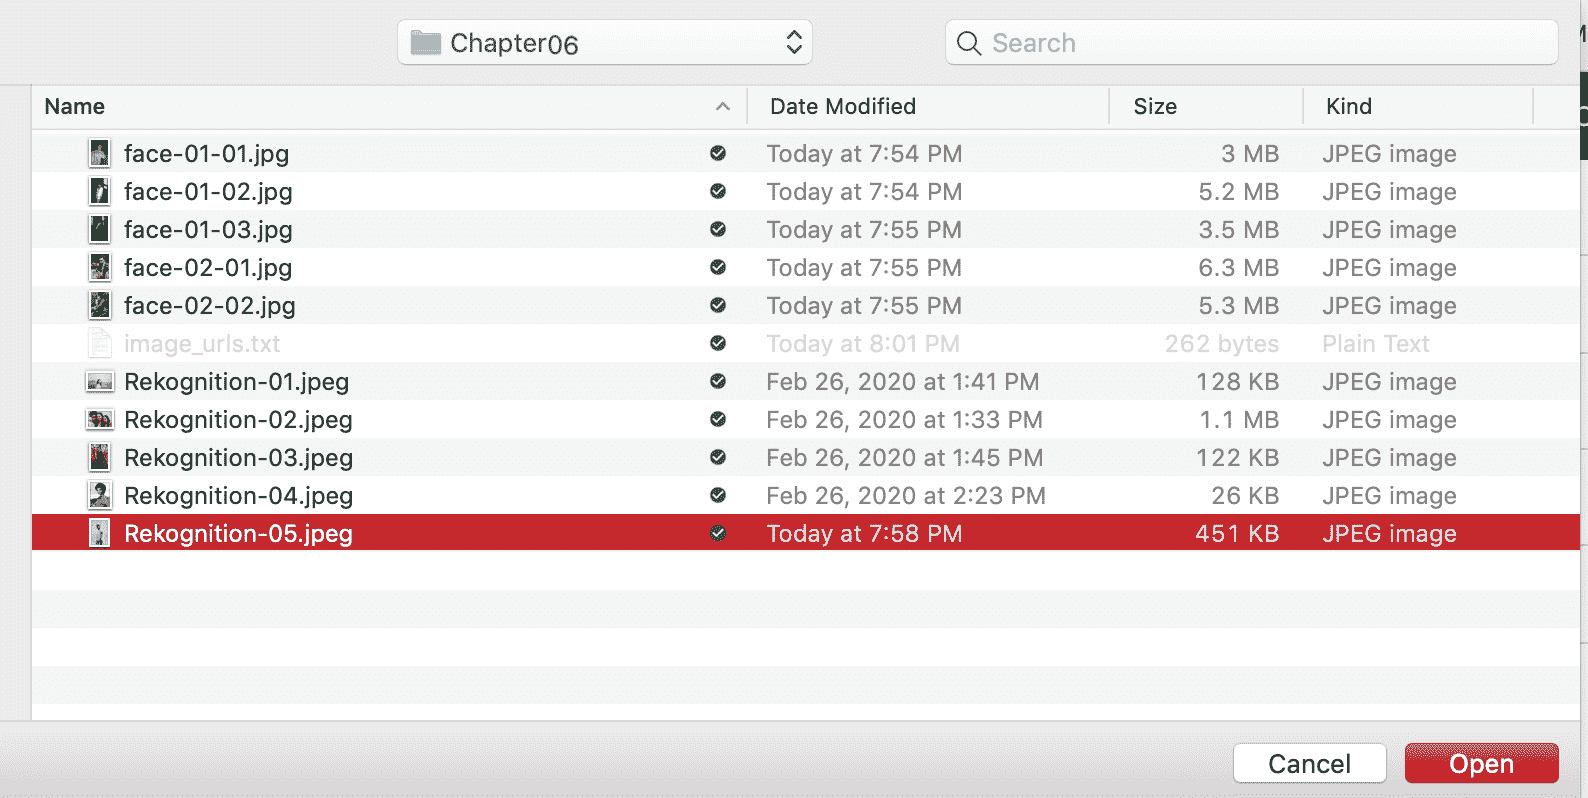 Chapter06 Search
Name Date Modified Size Kind
face-01-01.jpg Today at 7:54 PM 3 MB JPEG image
face-01-02.jpg Today at 7:54 PM 5.2 MB JPEG image
face-01-03.jpg Today at 7:55 PM 3.5 MB JPEG image
face-02-01.jpg Today at 7:55 PM 6.3 MB JPEG image
face-02-02.jpg Today at 7:55 PM 5.3 MB JPEG image
image_urls.txt Today at 8:01 PM 262 bytes Plain Text
Rekognition-01.jpeg Feb 26, 2020 at 1:41 PM 128 KB JPEG image
Rekognition-02.jpeg Feb 26, 2020 at 1:33 PM 1.1 MB JPEG image
Rekognition-03.jpeg Feb 26, 2020 at 1:45 PM 122 KB JPEG image
Rekognition-04.jpeg Feb 26, 2020 at 2:23 PM 26 KB JPEG image
Rekognition-05.jpeg Today at 7:58 PM 451 KB JPEG image
Cancel Open